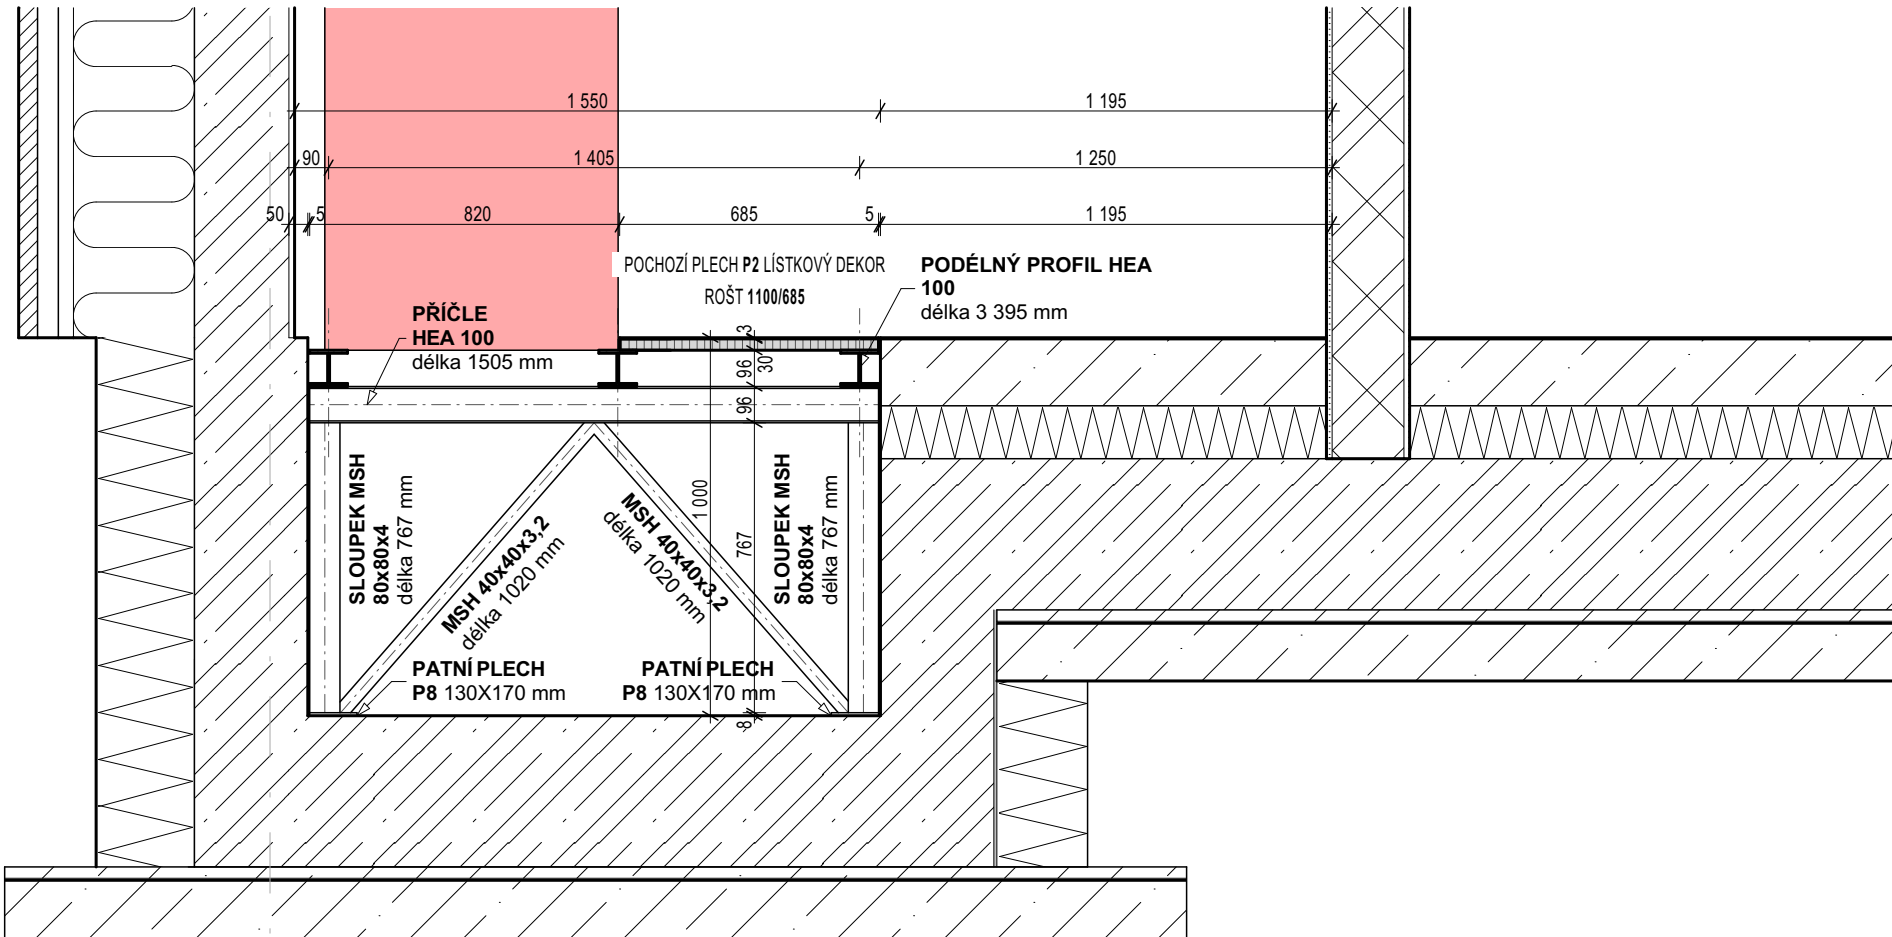 1 550
1 195
90
1 405
1 250
50
5
820
685
5
1 195
POCHOZÍ PLECH P2 LÍSTKOVÝ DEKOR
ROŠT 1100/685
PODÉLNÝ PROFIL HEA
100
délka 3 395 mm
PŘÍČLE
HEA 100
délka 1505 mm
3
30
96
96
SLOUPEK MSH
80x80x4
délka 767 mm
MSH 40x40x3,2
délka 1020 mm
MSH 40x40x3,2
délka 1020 mm
1 000
767
SLOUPEK MSH
80x80x4
délka 767 mm
PATNÍ PLECH
P8 130X170 mm
PATNÍ PLECH
P8 130X170 mm
8